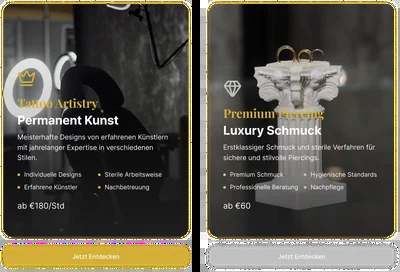 Tattoo Artistry
Permanent Kunst
Meisterhafte Designs von erfahrenen Künstlern
mit jahrelanger Expertise in verschiedenen
Stilen.
Individuelle Designs
Sterile Arbeitsweise
Erfahrene Künstler
Nachbetreuung
ab €180/Std
Jetzt Entdecken
Premium Piercing
Luxury Schmuck
Erstklassiger Schmuck und sterile Verfahren für
sichere und stilvolle Piercings.
Premium Schmuck
Hygienische Standards
Professionelle Beratung
Nachpflege
ab €60
Jetzt Entdecken